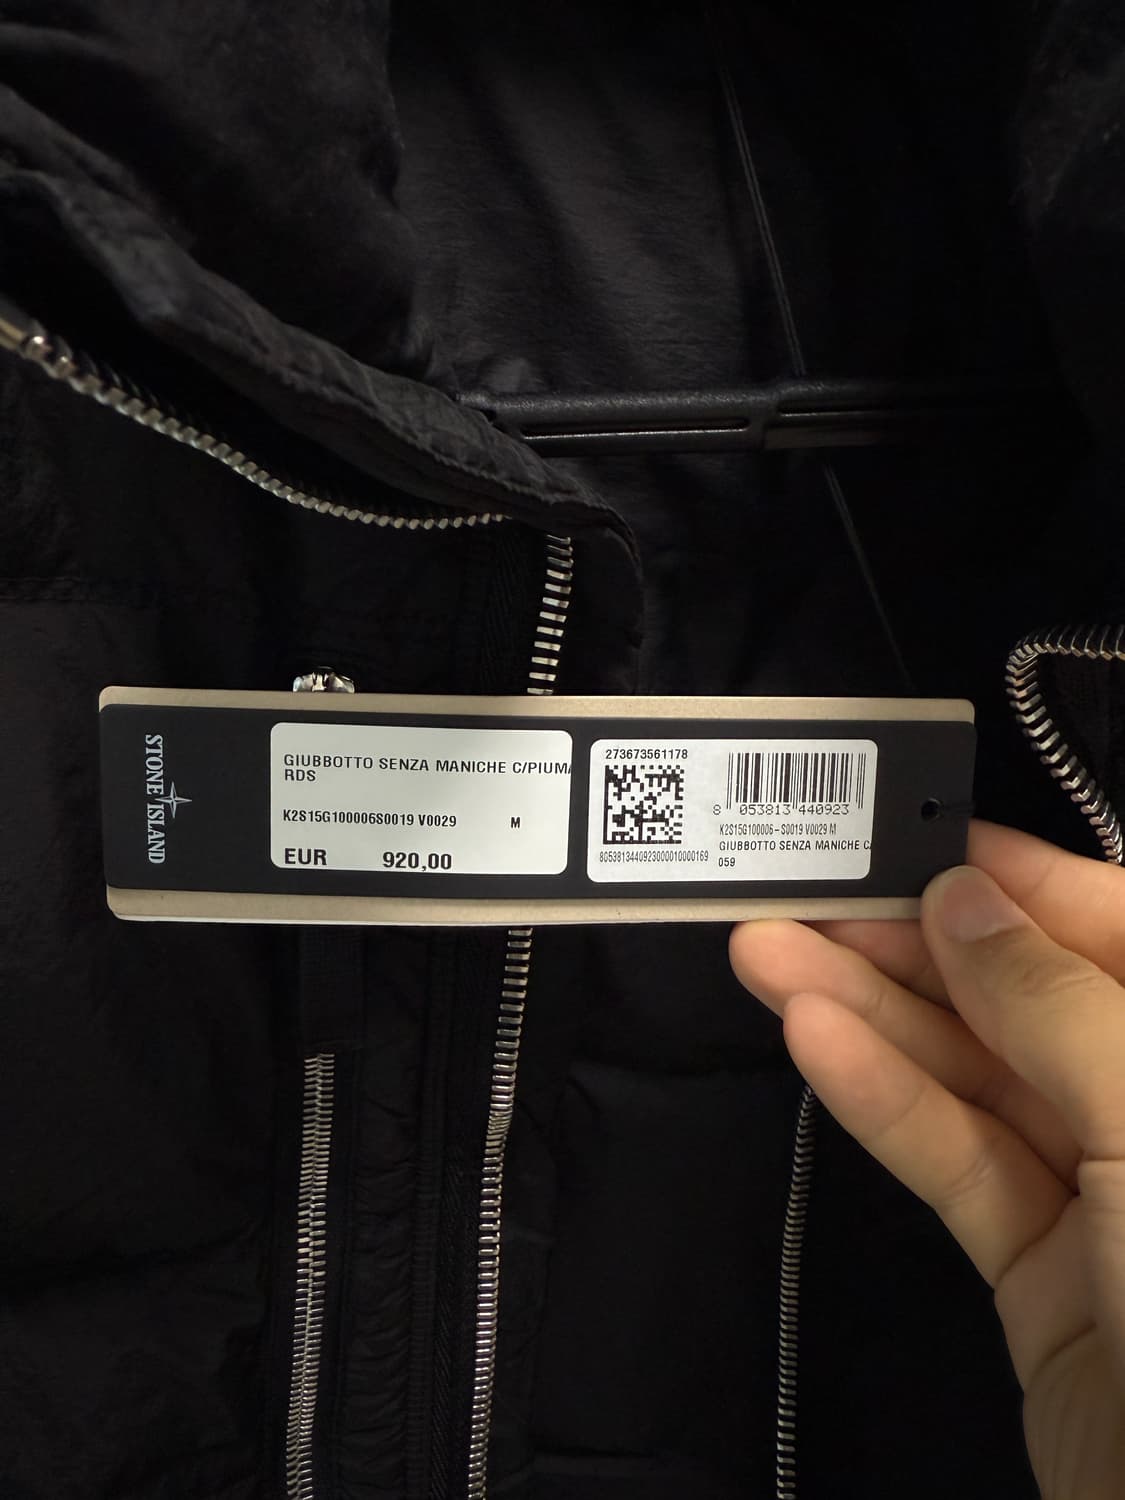 STONE ISLAND
GIUBBOTTO SENZA MANICHE C/PIUMA
RDS
K2S15G100006S0019 V0029 M
EUR 920,00
273673561178
8 053813 440923
805381344092300010000169
K2S15G100006-S0019 V0029 M
GIUBBOTTO SENZA MANICHE C
059